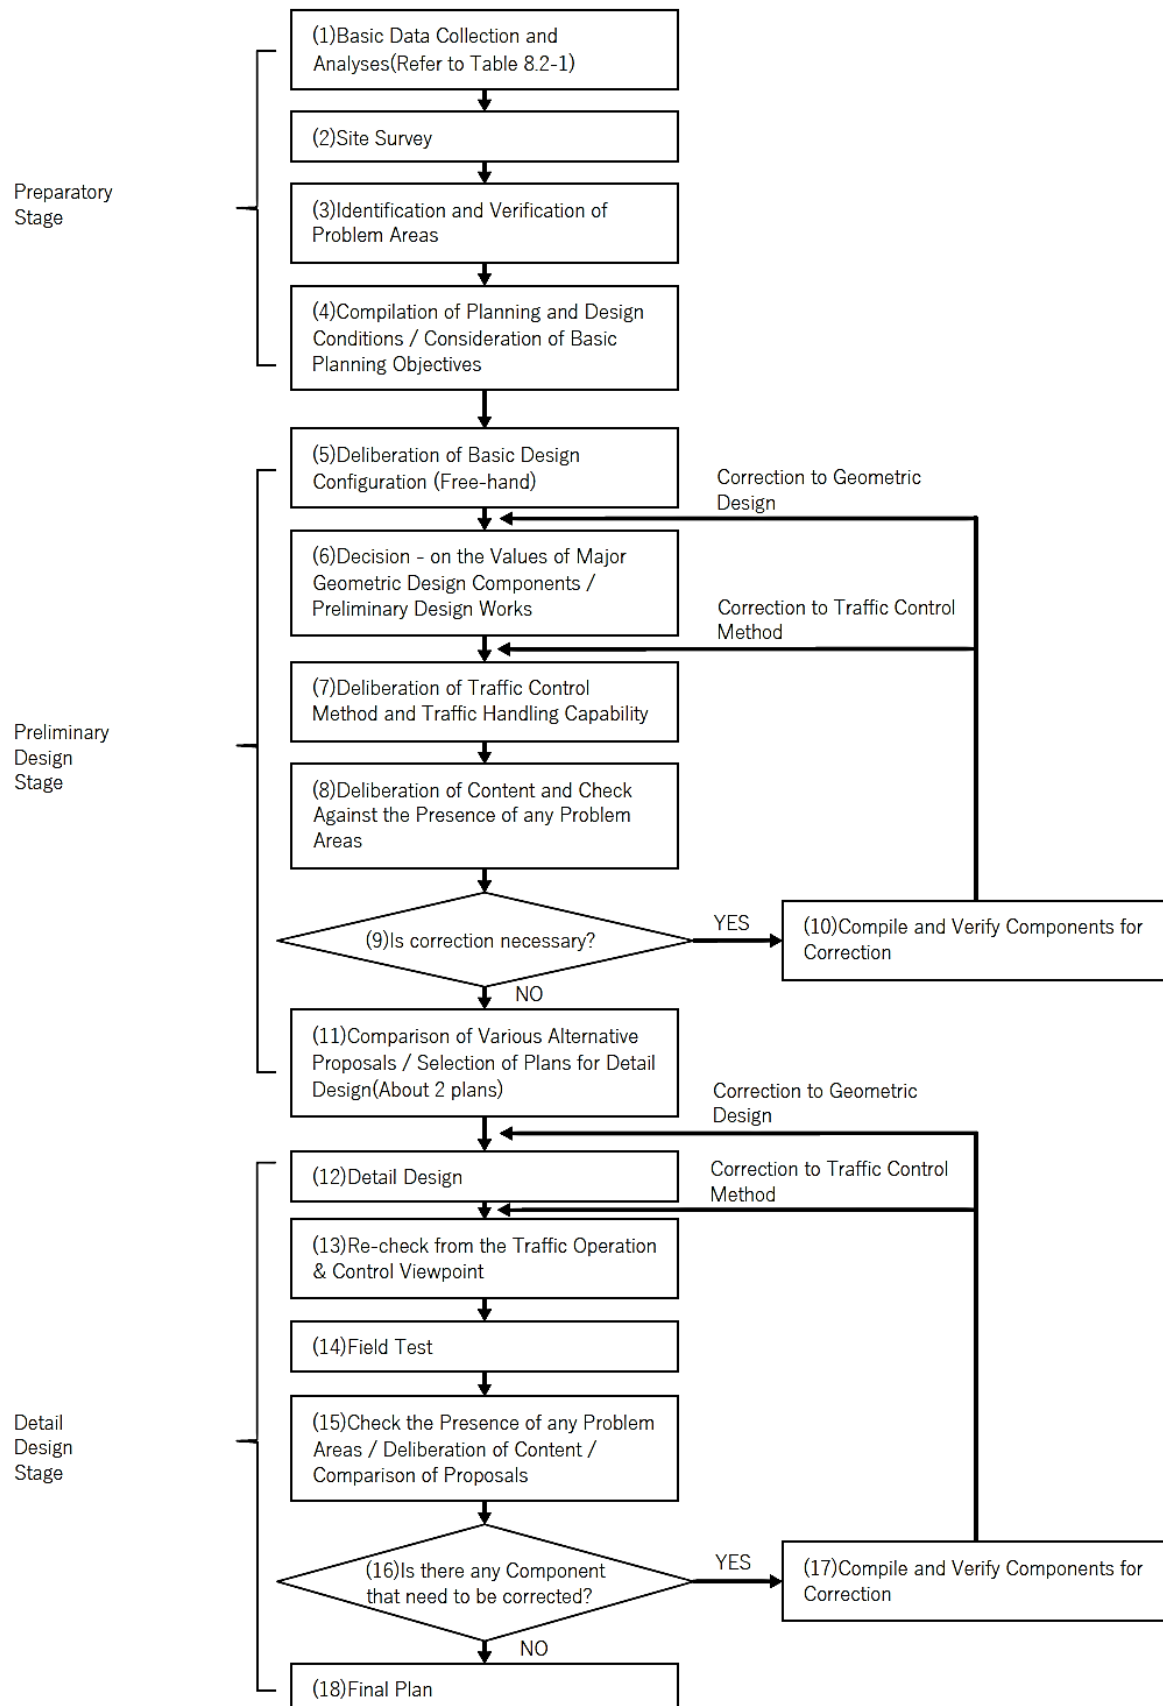 (1)Basic Data Collection and
Analyses(Refer to Table 8.2-1)
(2)Site Survey
Preparatory
Stage
(3)Identification and Verification of
Problem Areas
(4)Compilation of Planning and Design
Conditions / Consideration of Basic
Planning Objectives
(5)Deliberation of Basic Design
Configuration (Free-hand)
Correction to Geometric
Design
(6)Decision - on the Values of Major
Geometric Design Components /
Preliminary Design Works
Correction to Traffic Control
Method
(7)Deliberation of Traffic Control
Method and Traffic Handling Capability
Preliminary
Design
Stage
(8)Deliberation of Content and Check
Against the Presence of any Problem
Areas
(9)Is correction necessary?
YES
(10)Compile and Verify Components for
Correction
NO
(11)Comparison of Various Alternative
Proposals / Selection of Plans for Detail
Design(About 2 plans)
Correction to Geometric
Design
(12)Detail Design
Correction to Traffic Control
Method
(13)Re-check from the Traffic Operation
& Control Viewpoint
(14)Field Test
Detail
Design
Stage
(15)Check the Presence of any Problem
Areas / Deliberation of Content /
Comparison of Proposals
(16)Is there any Component
that need to be corrected?
YES
(17)Compile and Verify Components for
Correction
NO
(18)Final Plan